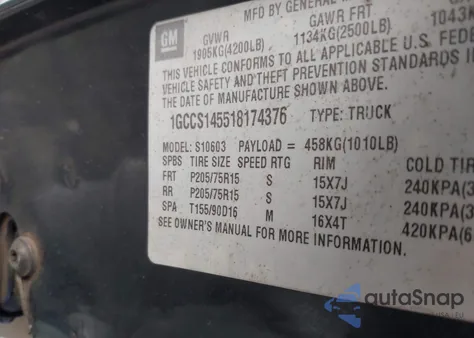 MFD BY GENERAL
GM
GVWR GAWR FRT
1905KG(4200LB) 1134KG(2500LB) 1043
THIS VEHICLE CONFORMS TO ALL APPLICABLE U.S. FEDE
VEHICLE SAFETY AND THEFT PREVENTION STANDARDS IN
THE DATE OF MANUFACTURE SHOWN ABOVE.
1GCCS145518174376 TYPE: TRUCK
MODEL: S10603 PAYLOAD = 458KG(1010LB)
SPBS TIRE SIZE SPEED RTG RIM COLD TI
FRT P205/75R15 S 15X7J 240KPA(3
RR P205/75R15 S 15X7J 240KPA(3
SPA T155/90D16 M 16X4T 420KPA(6
SEE OWNER'S MANUAL FOR MORE INFORMATION.
autoSnap